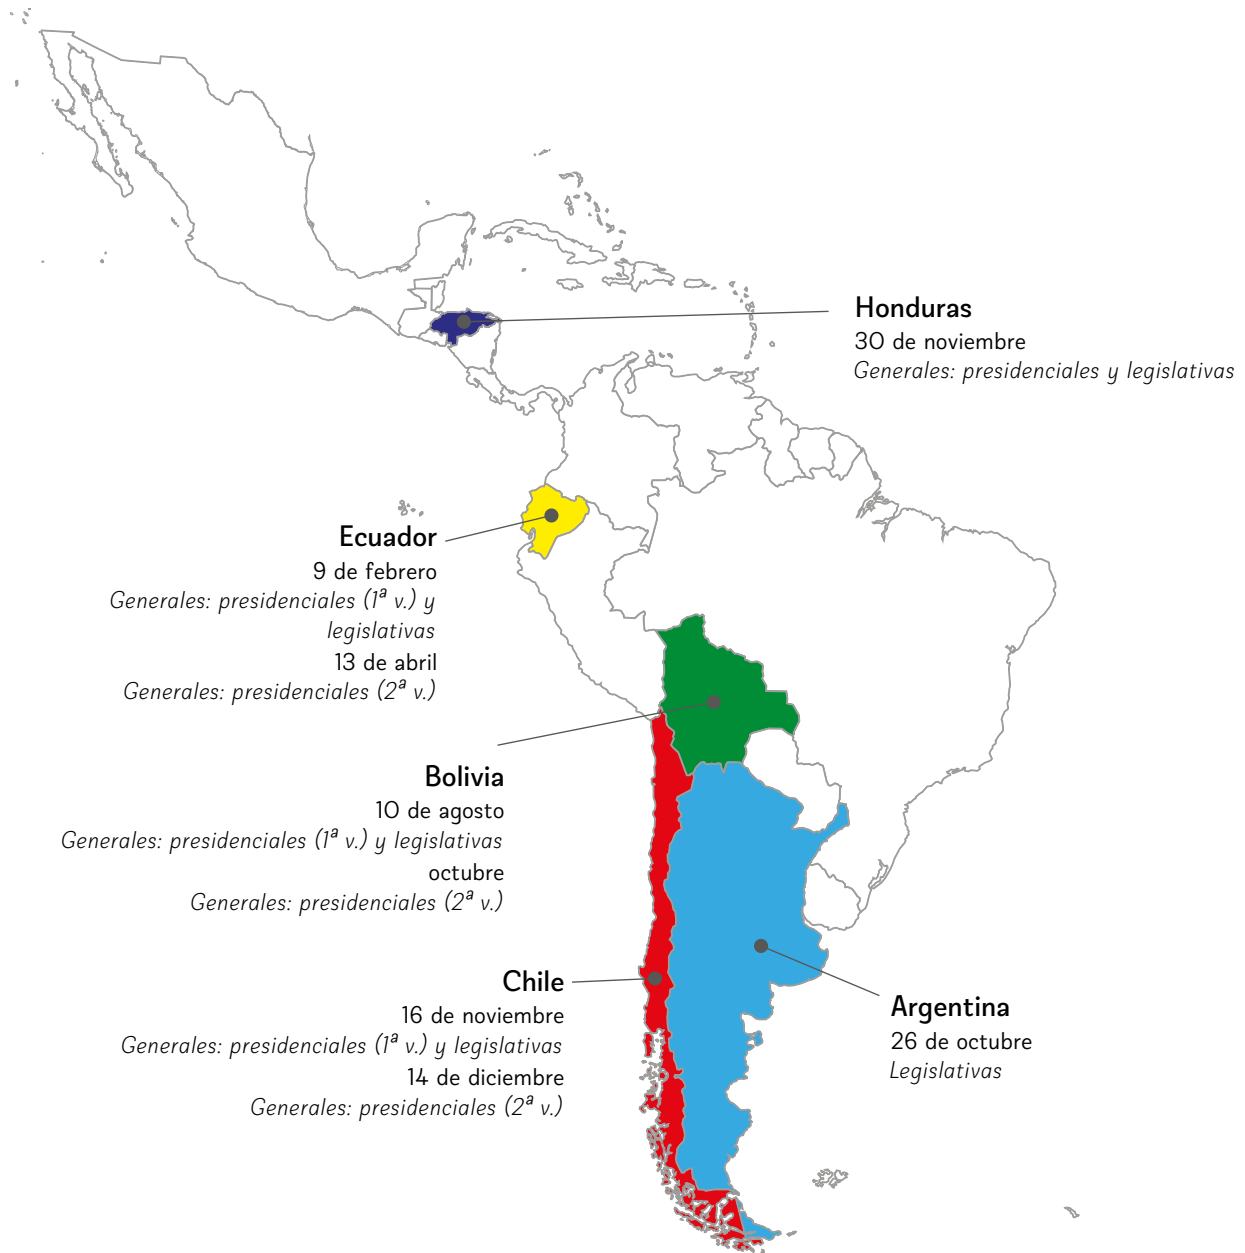 Honduras
30 de noviembre
Generales: presidenciales y legislativas
Ecuador
9 de febrero
Generales: presidenciales (1ª v.) y
legislativas
13 de abril
Generales: presidenciales (2ª v.)
Bolivia
10 de agosto
Generales: presidenciales (1ª v.) y legislativas
octubre
Generales: presidenciales (2ª v.)
Chile
16 de noviembre
Generales: presidenciales (1ª v.) y legislativas
14 de diciembre
Generales: presidenciales (2ª v.)
Argentina
26 de octubre
Legislativas